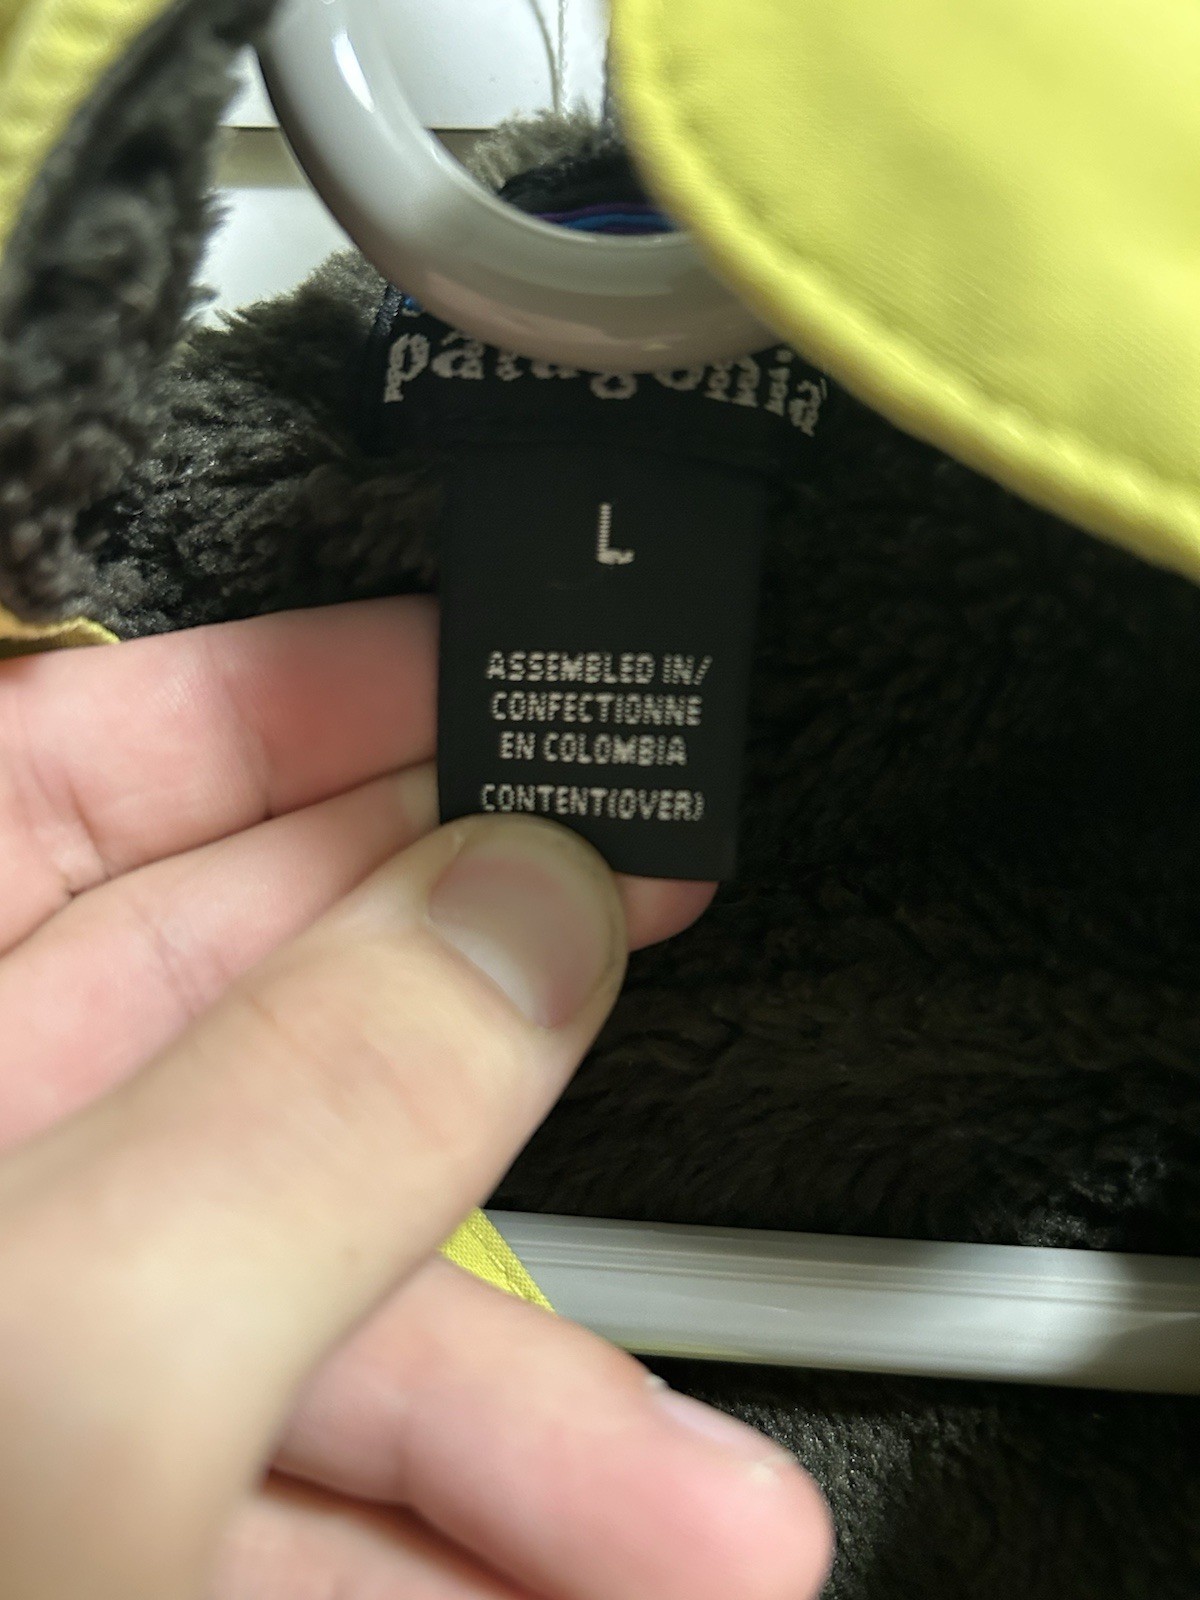 patagonia
L
ASSEMBLED IN/
CONFECTIONNE
EN COLOMBIA
CONTENT(OVER)